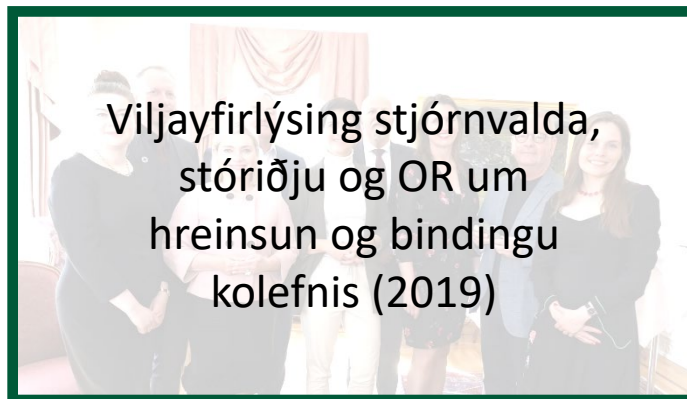 Viljayfirlýsing stjórnvalda,
stóriðju og OR um
hreinsun og bindingu
kolefnis (2019)